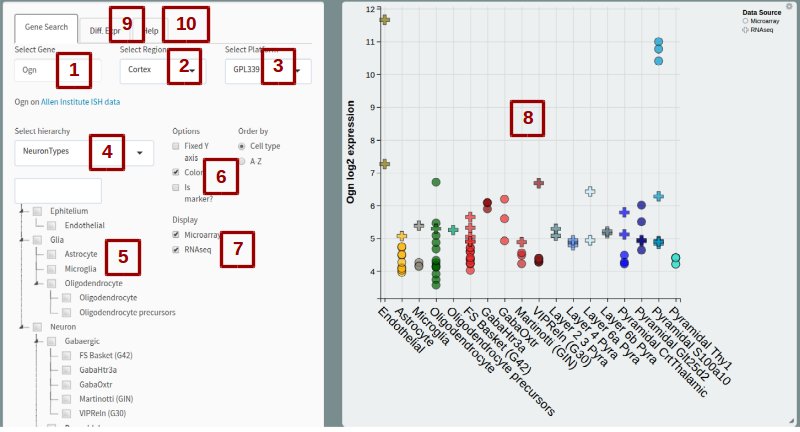 Gene Search
Diff. Expr
9
Help
10
Select Gene
Select Region
Select Platform
Ogn
1
Cortex
2
GPL339
3
Ogn on Allen Institute ISH data
Select hierarchy
NeuronTypes
4
Options
Fixed Y
axis
Color
Is
marker?
6
Order by
Cell type
A-Z
Display
Microarray
RNAseq
7
Epithelium
Endothelial
Glia
Astrocyte
Microglia
5
Oligodendrocyte
Oligodendrocyte
Oligodendrocyte precursors
Neuron
Gabaergic
FS Basket (G42)
GabaHtr3a
GabaOxtr
Martinotti (GIN)
VIPReln (G30)
Data Source
Microarray
RNAseq
Ogn log2 expression
12
11
10
9
8
7
6
5
4
8
Endothelial
Astrocyte
Microglia
Oligodendrocyte
Oligodendrocyte precursors
FS Basket (G42)
GabaHtr3a
GabaOxtr
Martinotti (GIN)
VIPReln (G30)
Layer 2 3 Pyra
Layer 4 Pyra
Layer 6a Pyra
Layer 6b Pyra
Pyramidal CrtThalamic
Pyramidal Glt25d2
Pyramidal S100a10
Pyramidal Thy1